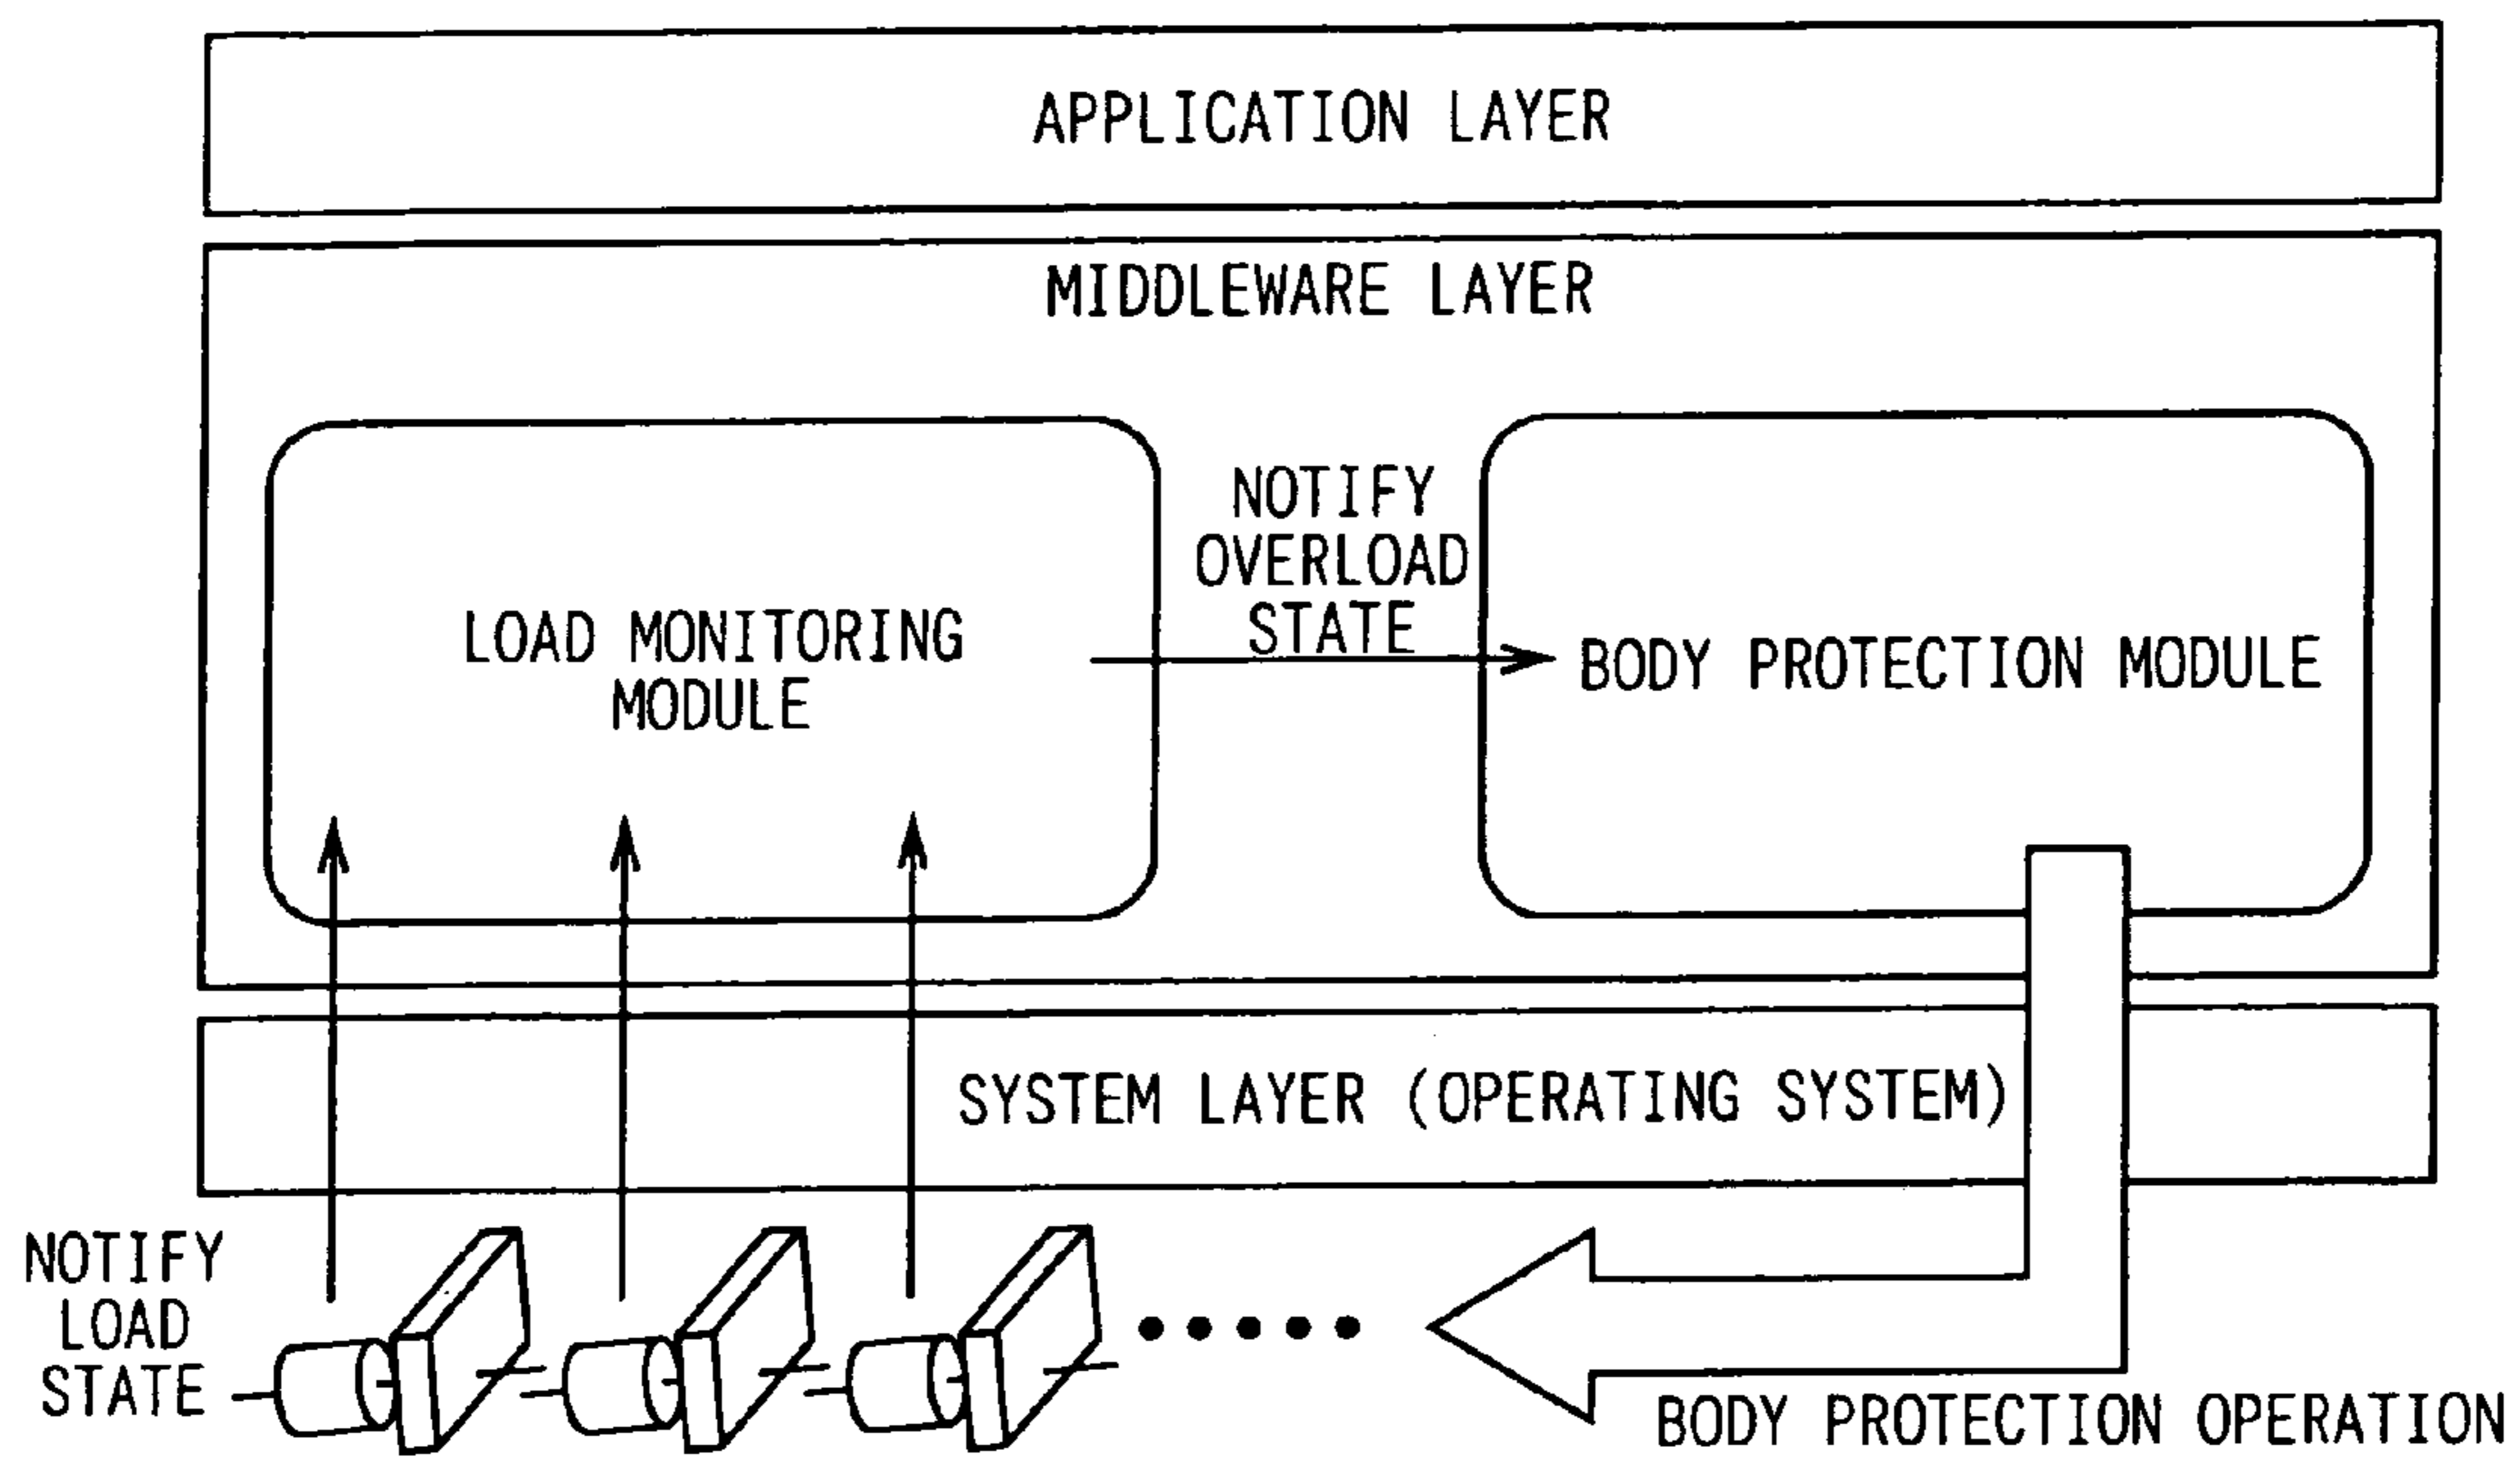 APPLICATION LAYER
MIDDLEWARE LAYER
NOTIFY
OVERLOAD
STATE
LOAD MONITORING
MODULE
BODY PROTECTION MODULE
SYSTEM LAYER (OPERATING SYSTEM)
NOTIFY
LOAD
STATE
BODY PROTECTION OPERATION